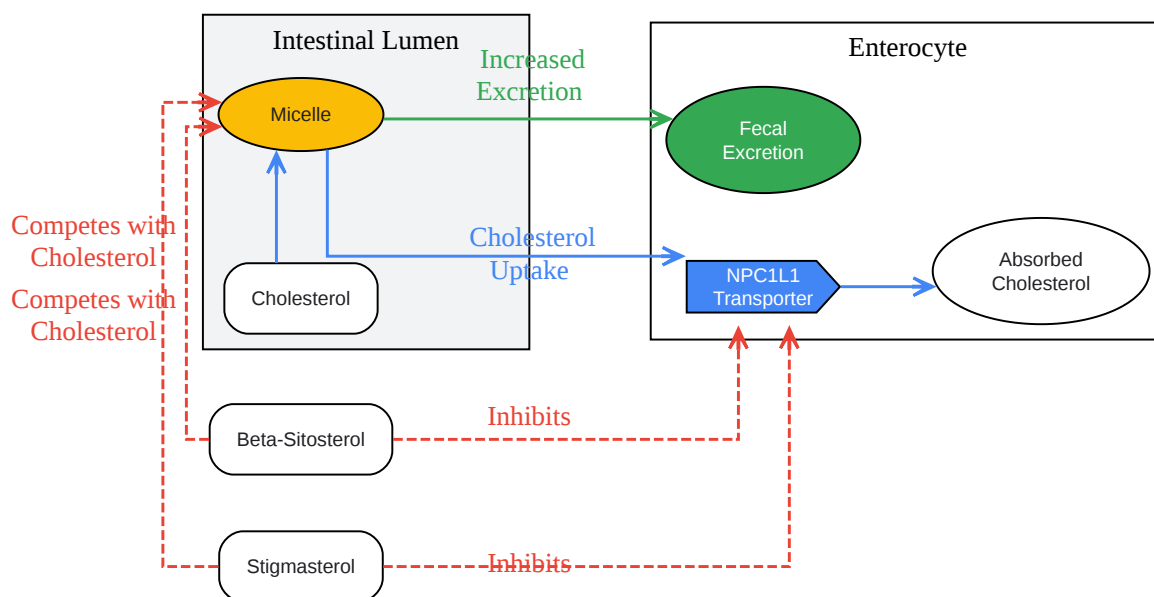 Intestinal Lumen
Enterocyte
Increased
Excretion
Micelle
Fecal
Excretion
Competes with
Cholesterol
Cholesterol
Uptake
Absorbed
Cholesterol
NPC1L1
Transporter
Cholesterol
Competes with
Cholesterol
Beta-Sitosterol
Inhibits
Stigmasterol
Inhibits